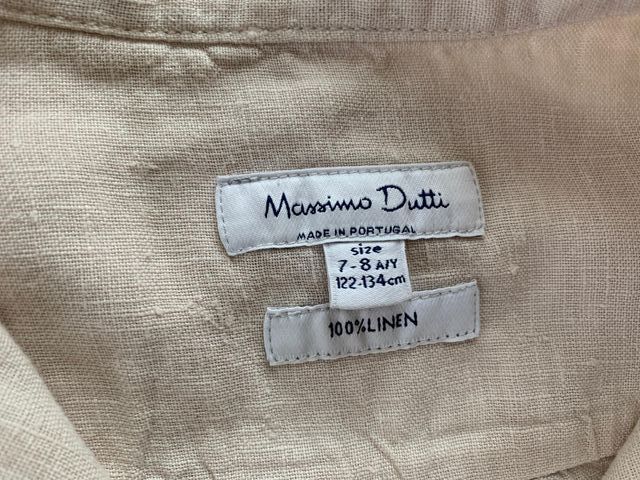 Massimo Dutti
MADE IN PORTUGAL
size
7-8 A/Y
122-134cm
100%LINEN